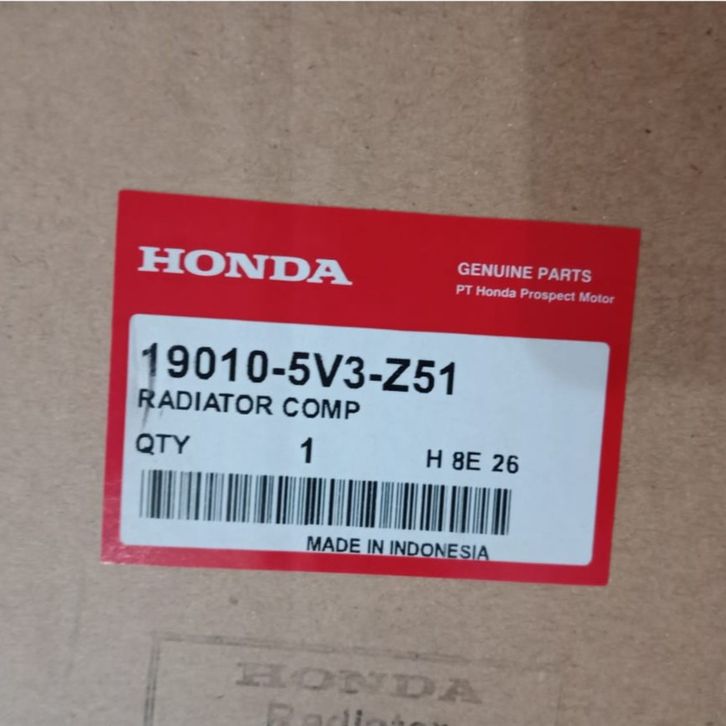 HONDA
GENUINE PARTS
PT Honda Prospect Motor
19010-5V3-Z51
RADIATOR COMP
QTY 1 H 8E 26
MADE IN INDONESIA
HONDA
Radiator